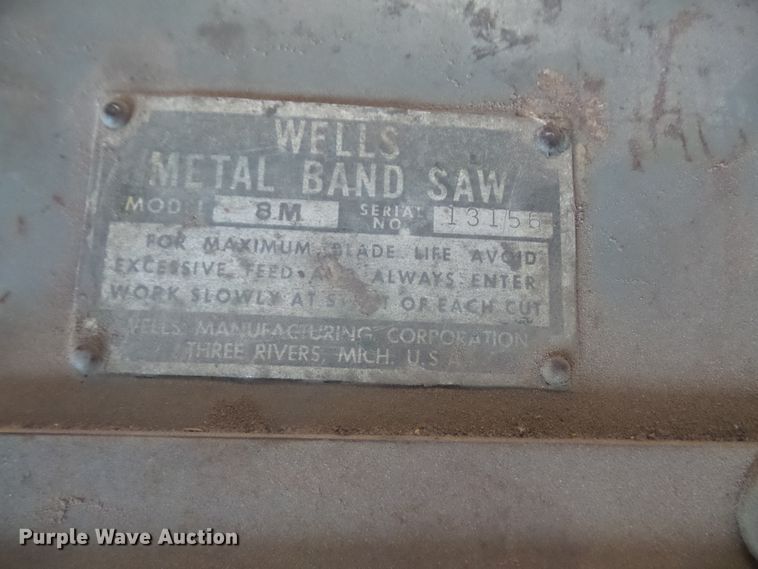 WELLS
METAL BAND SAW
MODEL 8M SERIAL NO. 13156
FOR MAXIMUM BLADE LIFE AVOID
EXCESSIVE FEED AND ALWAYS ENTER
WORK SLOWLY AT START OF EACH CUT
WELLS MANUFACTURING CORPORATION
THREE RIVERS, MICH. U.S.A.
Purple Wave Auction